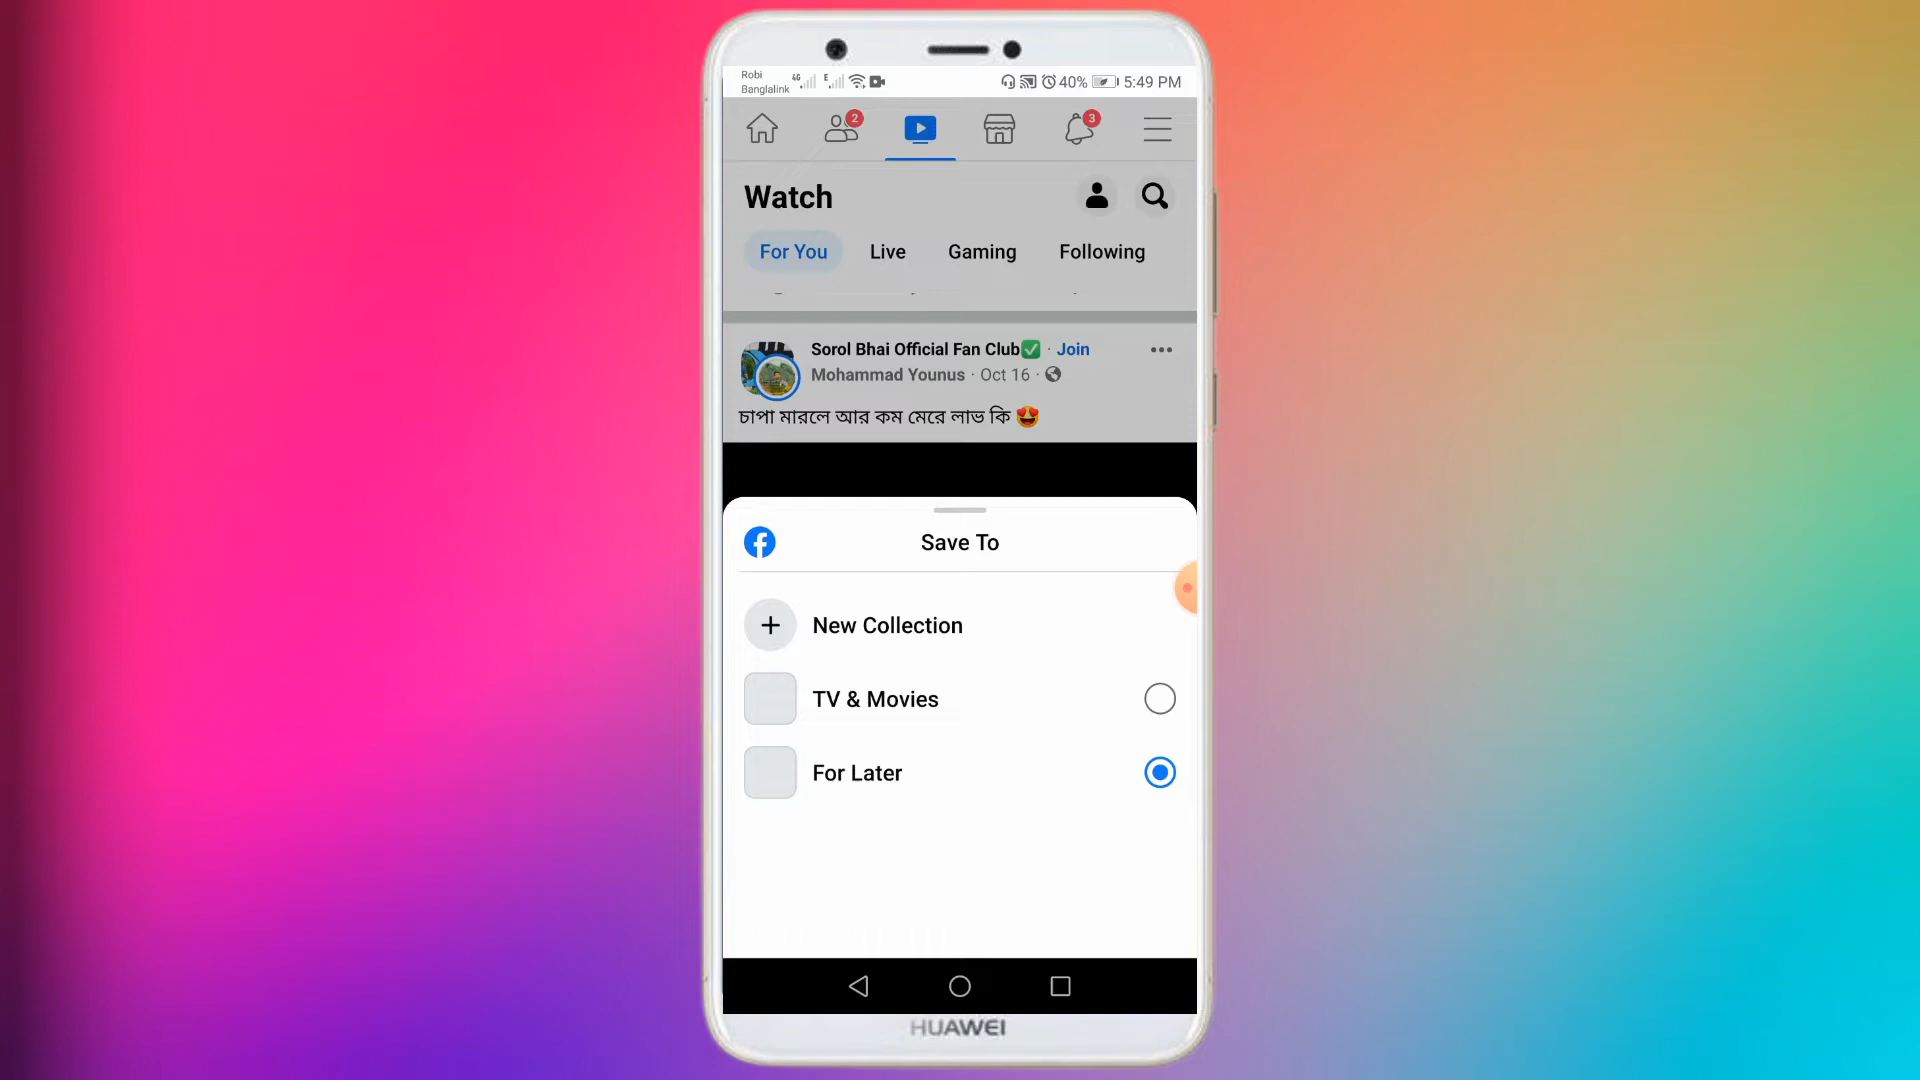 Robi
Banglalink
4G
E
40%
5:49 PM
2
3
Watch
For You
Live
Gaming
Following
Sorol Bhai Official Fan Club✅ · Join
Mohammad Younus · Oct 16 ·
চাপা মারলে আর কম মেরে লাভ কি 😍
Save To
New Collection
TV & Movies
For Later
HUAWEI